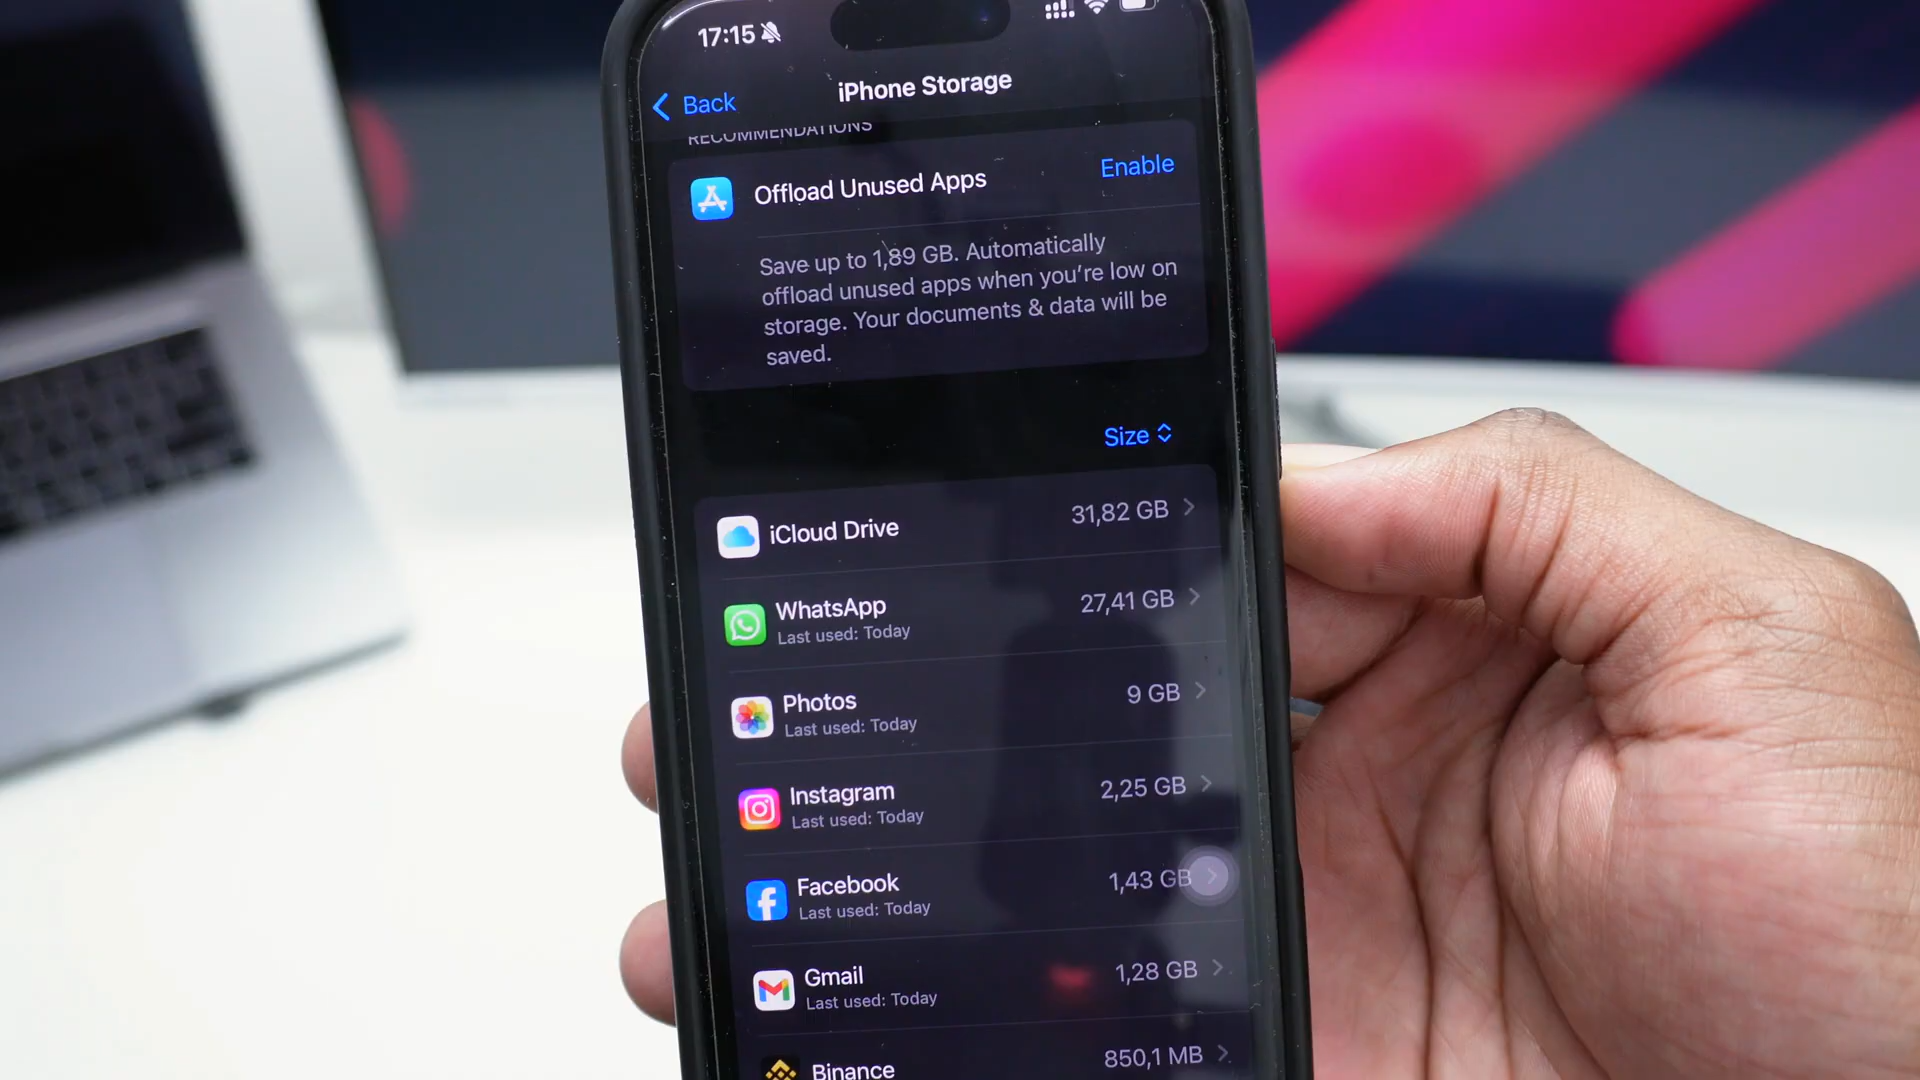 17:15
Back
iPhone Storage
RECOMMENDATIONS
Offload Unused Apps
Enable
Save up to 1,89 GB. Automatically
offload unused apps when you're low on
storage. Your documents & data will be
saved.
Size
iCloud Drive
31,82 GB
WhatsApp
27,41 GB
Last used: Today
Photos
9 GB
Last used: Today
Instagram
2,25 GB
Last used: Today
Facebook
1,43 GB
Last used: Today
Gmail
1,28 GB
Last used: Today
Binance
850,1 MB